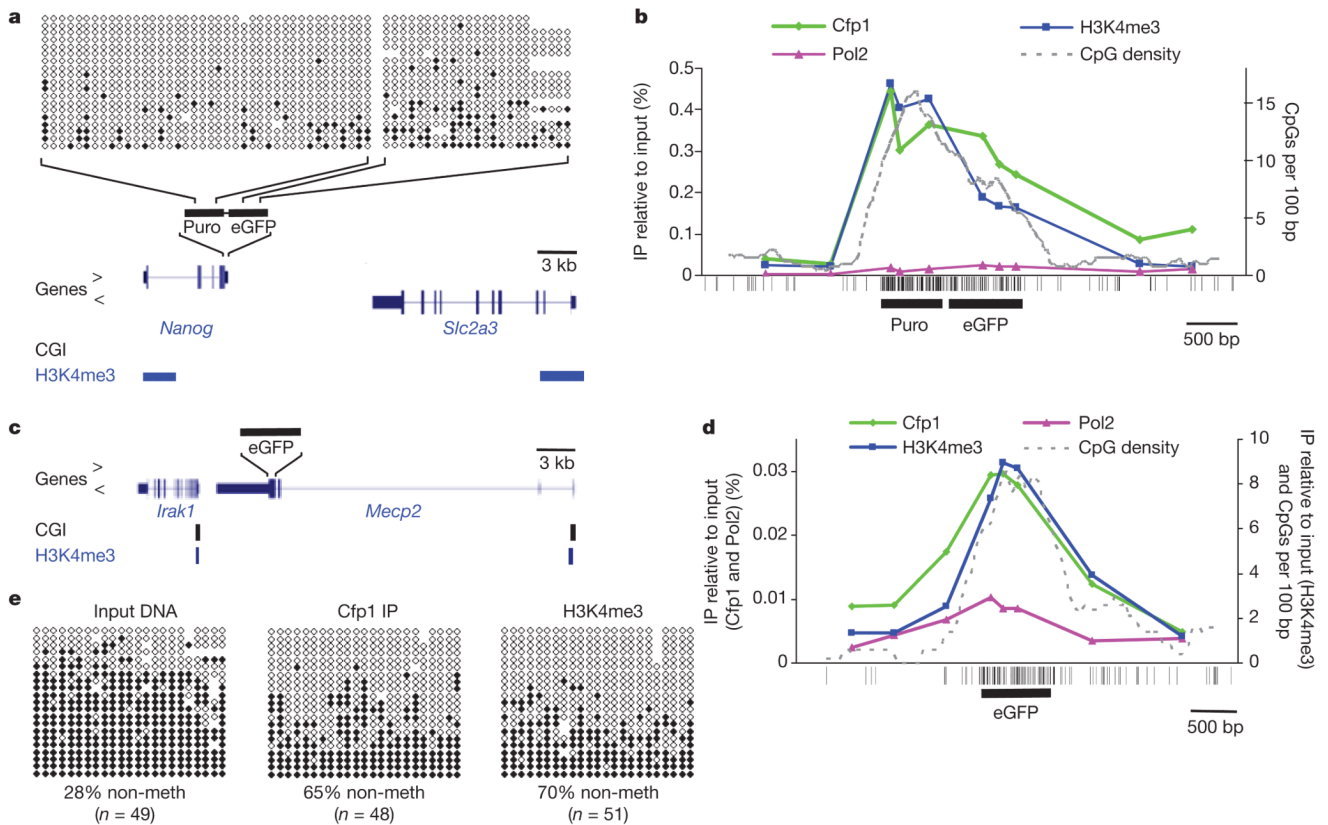 a
Puro eGFP
3 kb
Genes > <
Nanog
Slc2a3
CGI
H3K4me3
b
Cfp1
H3K4me3
Pol2
CpG density
IP relative to input (%)
0.5
0.4
0.3
0.2
0.1
0
CpGs per 100 bp
15
10
5
0
Puro eGFP
500 bp
c
eGFP
3 kb
Genes > <
Irak1
Mecp2
CGI
H3K4me3
d
Cfp1
Pol2
H3K4me3
CpG density
IP relative to input
(Cfp1 and Pol2) (%)
0.03
0.02
0.01
0
IP relative to input (H3K4me3)
and CpGs per 100 bp
10
8
6
4
2
0
eGFP
500 bp
e
Input DNA
Cfp1 IP
H3K4me3
28% non-meth
(n = 49)
65% non-meth
(n = 48)
70% non-meth
(n = 51)